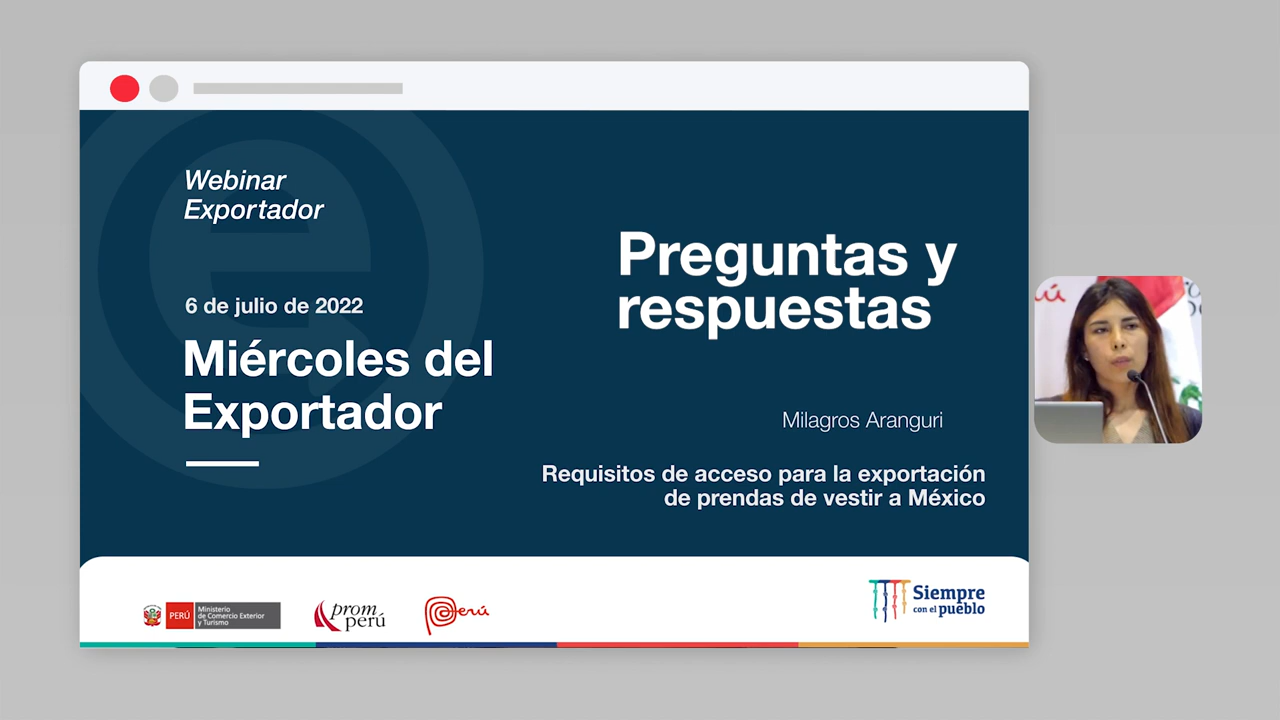 Webinar
Exportador
6 de julio de 2022
Miércoles del
Exportador
Preguntas y
respuestas
Milagros Aranguri
Requisitos de acceso para la exportación
de prendas de vestir a México
PERÚ
Ministerio
de Comercio Exterior
y Turismo
prom
perú
Perú
Siempre
con el pueblo